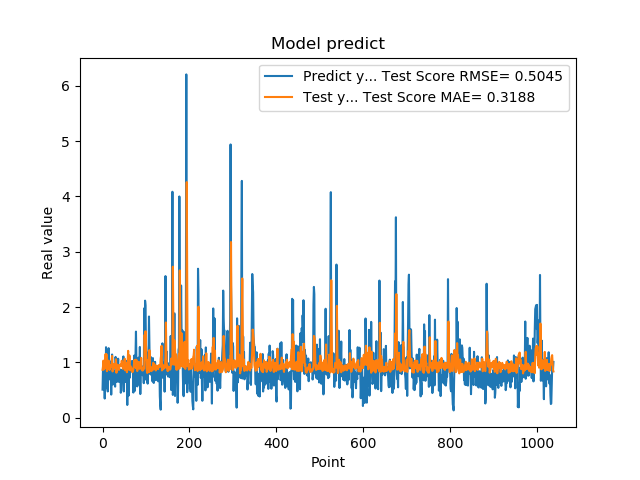 Model predict
Predict y... Test Score RMSE= 0.5045
Test y... Test Score MAE= 0.3188
6
5
4
3
2
1
0
Real value
0 200 400 600 800 1000
Point